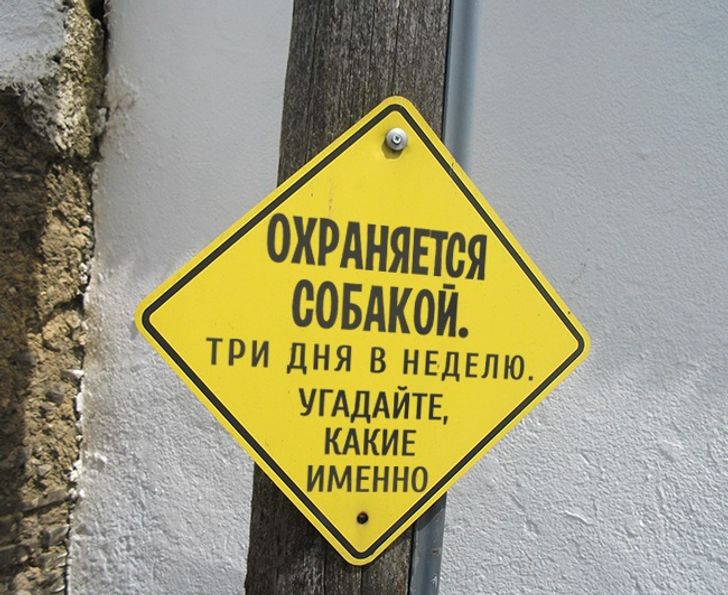 ОХРАНЯЕТСЯ
СОБАКОЙ.
ТРИ ДНЯ В НЕДЕЛЮ.
УГАДАЙТЕ,
КАКИЕ
ИМЕННО